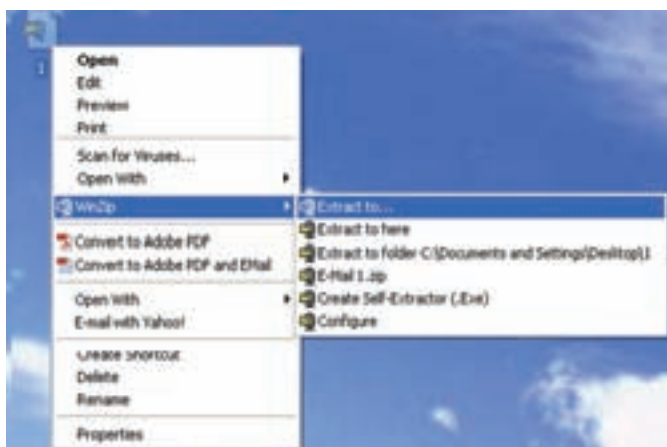 1
Open
Edit
Preview
Print
Scan for Viruses...
Open With
WinZip
Convert to Adobe PDF
Convert to Adobe PDF and EMail
Open With
E-mail with Yahoo!
Create Shortcut
Delete
Rename
Properties
Extract to...
Extract to here
Extract to folder C:\Documents and Settings\Desktop\1
E-Mail 1.zip
Create Self-Extractor (.Exe)
Configure